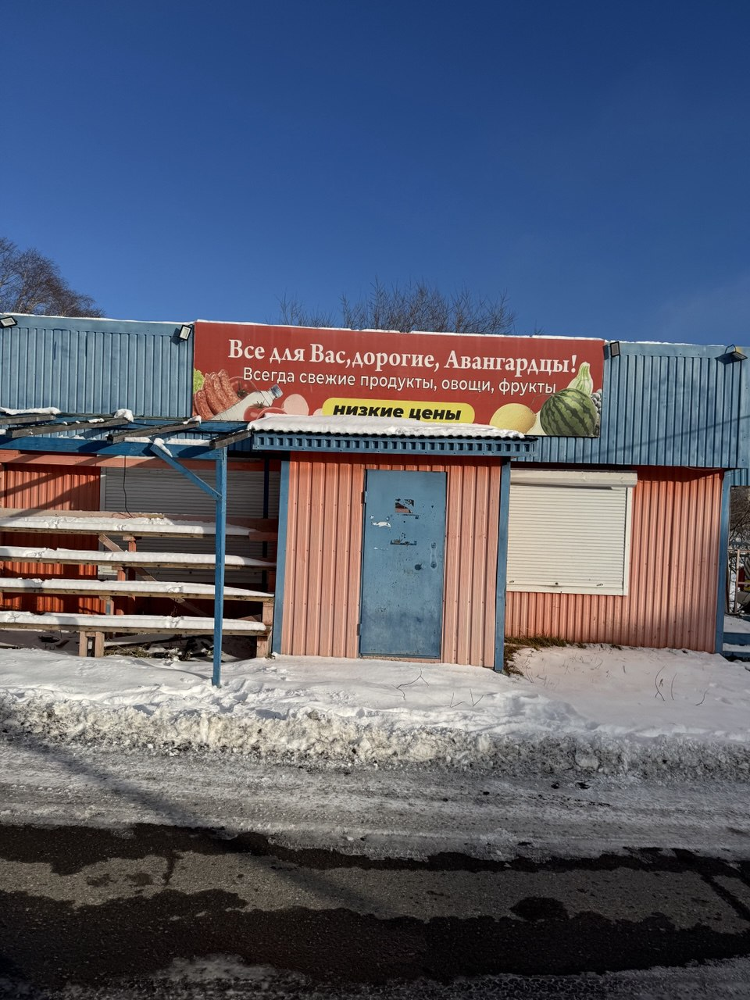 Все для Вас,дорогие, Авангардцы!
Всегда свежие продукты, овощи, фрукты
низкие цены